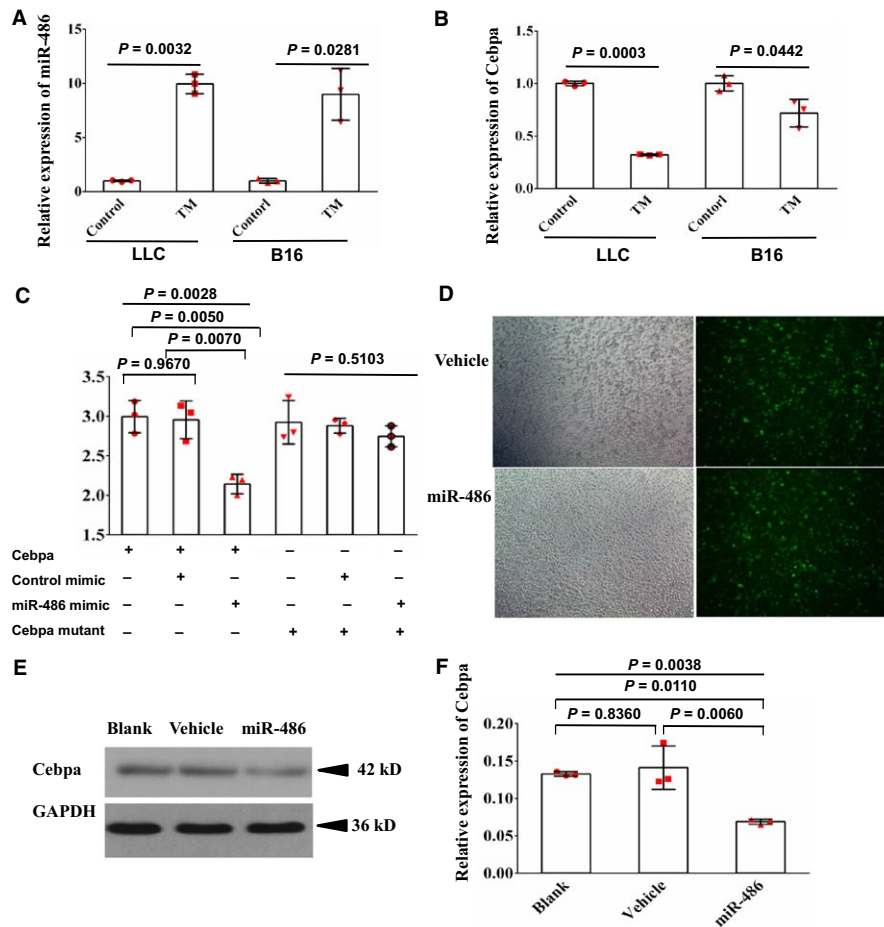 A
Relative expression of miR-486
15
10
5
0
P = 0.0032
P = 0.0281
Control
TM
Contorl
TM
LLC
B16
B
Relative expression of Cebpa
1.5
1.0
0.5
0.0
P = 0.0003
P = 0.0442
Control
TM
Contorl
TM
LLC
B16
C
P = 0.0028
P = 0.0050
P = 0.0070
P = 0.9670
P = 0.5103
3.5
3.0
2.5
2.0
1.5
Cebpa + + + – – –
Control mimic – + – – + –
miR-486 mimic – – + – – +
Cebpa mutant – – – + + +
D
Vehicle
miR-486
E
Blank Vehicle miR-486
Cebpa 42 kD
GAPDH 36 kD
F
Relative expression of Cebpa
P = 0.0038
P = 0.0110
P = 0.8360
P = 0.0060
0.20
0.15
0.10
0.05
0.00
Blank
Vehicle
miR-486